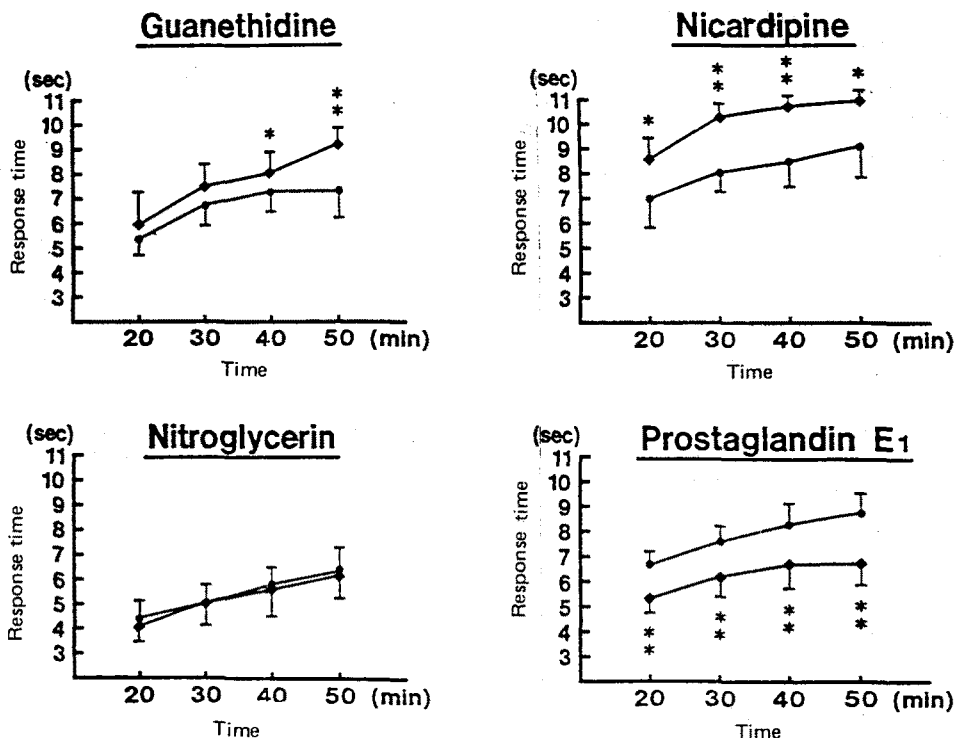 Guanethidine
(sec)
11
10
9
8
7
6
5
4
3
Response time
*
*
*
20 30 40 50 (min)
Time
Nicardipine
(sec)
11
10
9
8
7
6
5
4
3
Response time
*
*
*
*
*
*
20 30 40 50 (min)
Time
Nitroglycerin
(sec)
11
10
9
8
7
6
5
4
3
Response time
20 30 40 50 (min)
Time
Prostaglandin E1
(sec)
11
10
9
8
7
6
5
4
3
Response time
* * * *
* * * *
20 30 40 50 (min)
Time